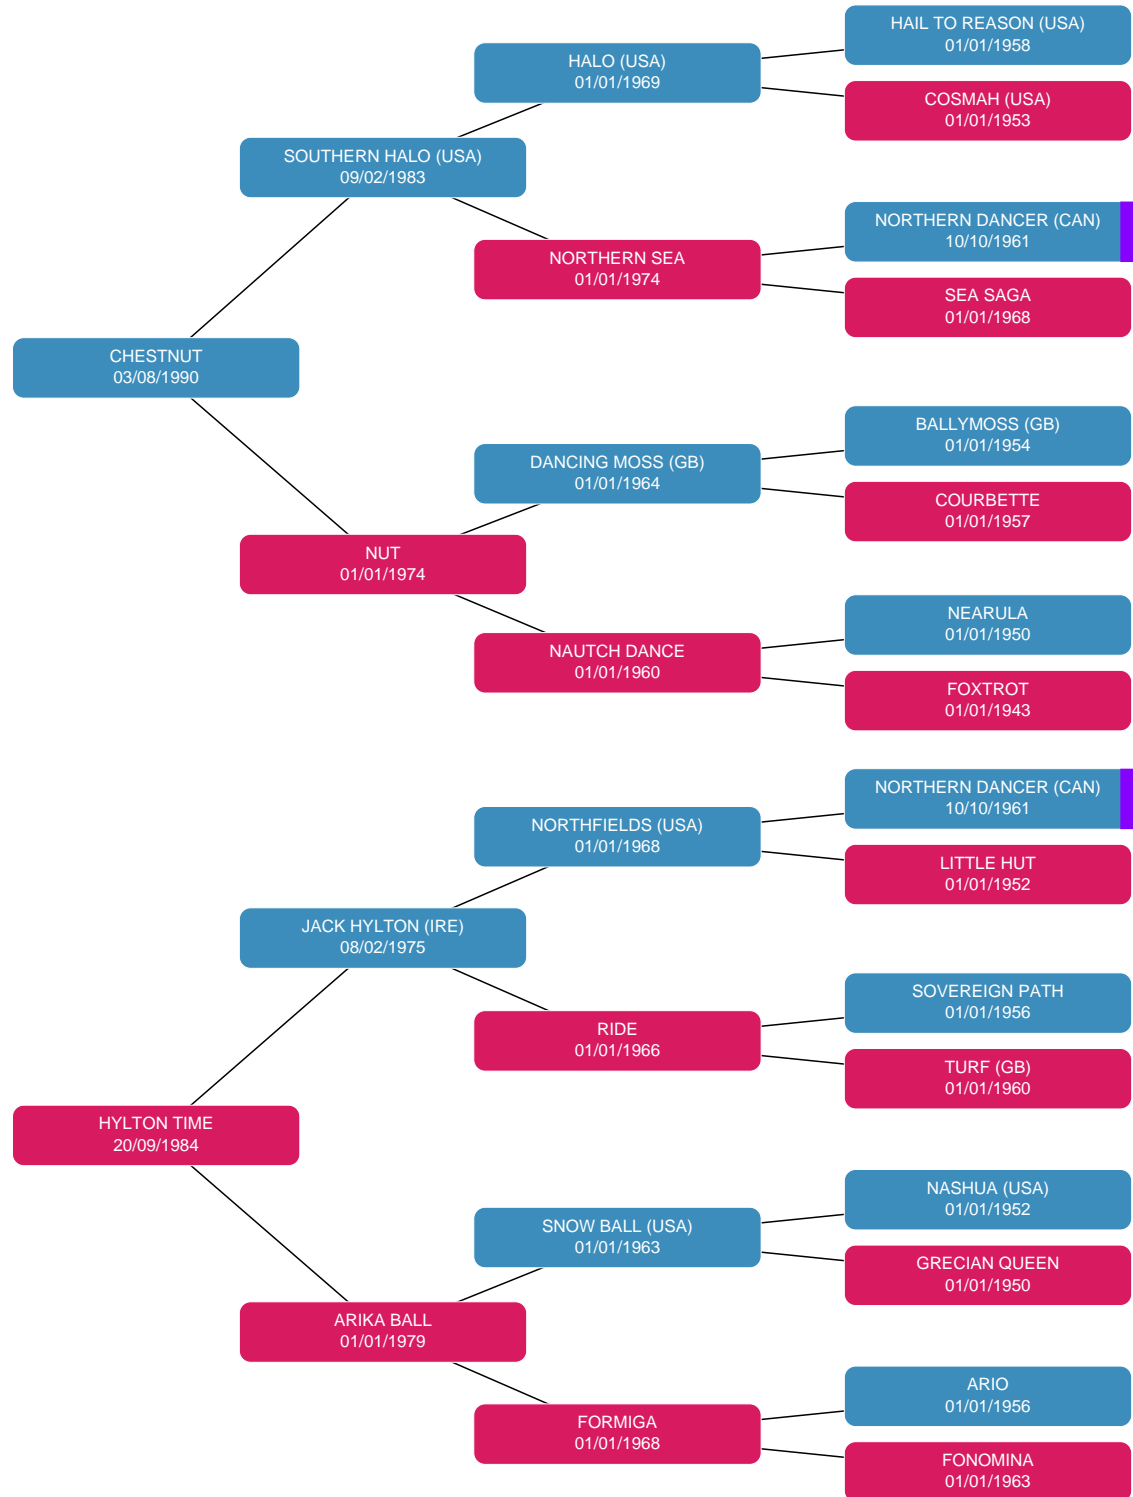 HAIL TO REASON (USA)
01/01/1958
HALO (USA)
01/01/1969
COSMAH (USA)
01/01/1953
SOUTHERN HALO (USA)
09/02/1983
NORTHERN DANCER (CAN)
10/10/1961
NORTHERN SEA
01/01/1974
SEA SAGA
01/01/1968
CHESTNUT
03/08/1990
BALLYMOSS (GB)
01/01/1954
DANCING MOSS (GB)
01/01/1964
COURBETTE
01/01/1957
NUT
01/01/1974
NEARULA
01/01/1950
NAUTCH DANCE
01/01/1960
FOXTROT
01/01/1943
NORTHERN DANCER (CAN)
10/10/1961
NORTHFIELDS (USA)
01/01/1968
LITTLE HUT
01/01/1952
JACK HYLTON (IRE)
08/02/1975
SOVEREIGN PATH
01/01/1956
RIDE
01/01/1966
TURF (GB)
01/01/1960
HYLTON TIME
20/09/1984
NASHUA (USA)
01/01/1952
SNOW BALL (USA)
01/01/1963
GRECIAN QUEEN
01/01/1950
ARIKA BALL
01/01/1979
ARIO
01/01/1956
FORMIGA
01/01/1968
FONOMINA
01/01/1963